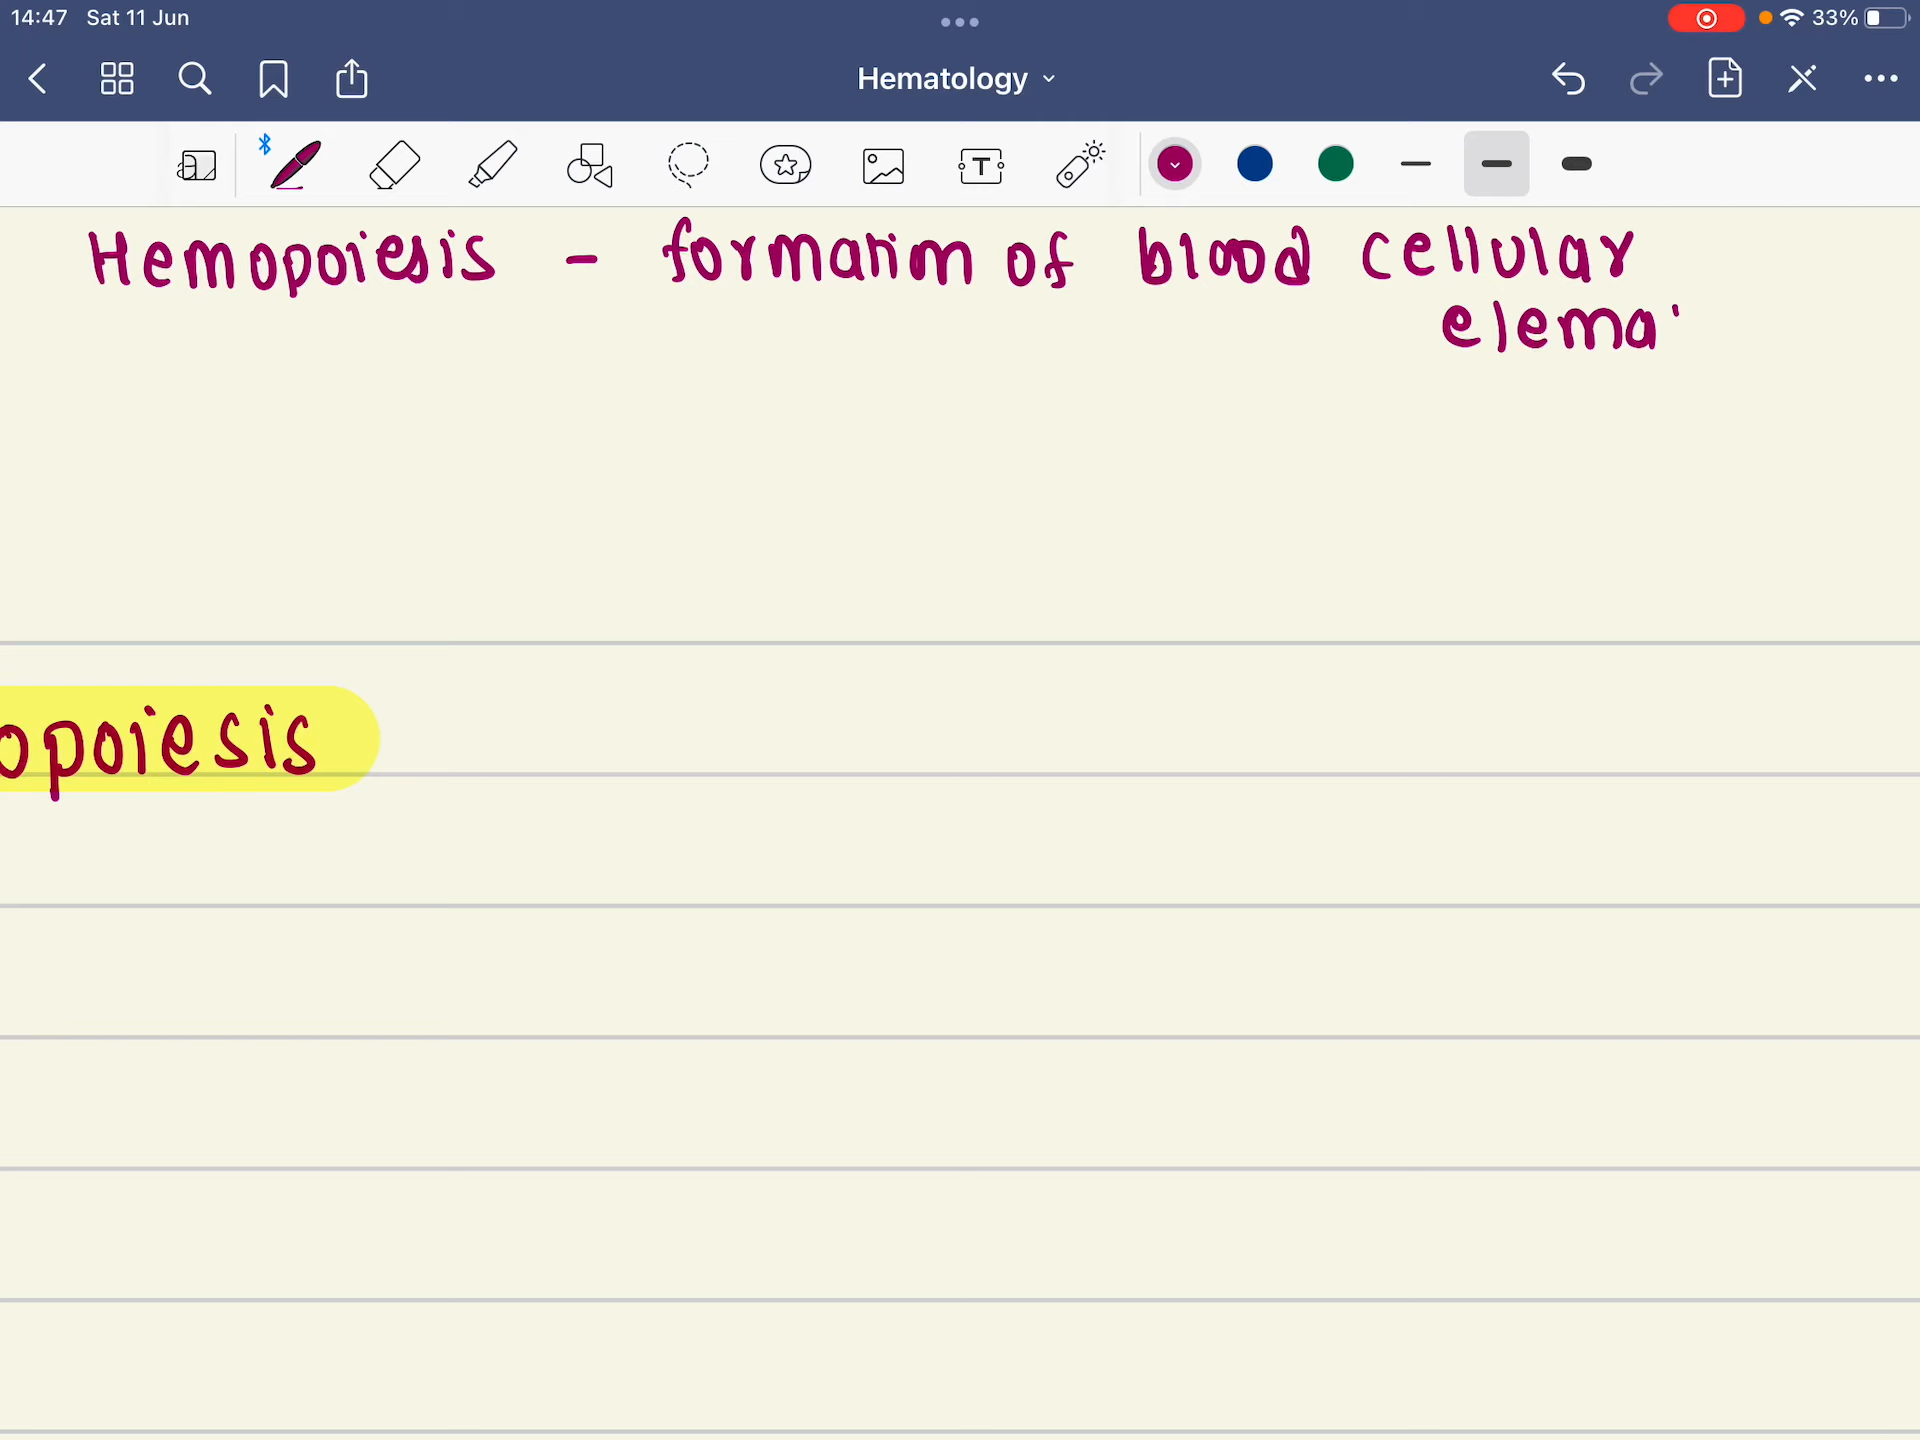 14:47 Sat 11 Jun 33%
Hematology
Hemopoiesis - formation of blood cellular
elema
opoiesis